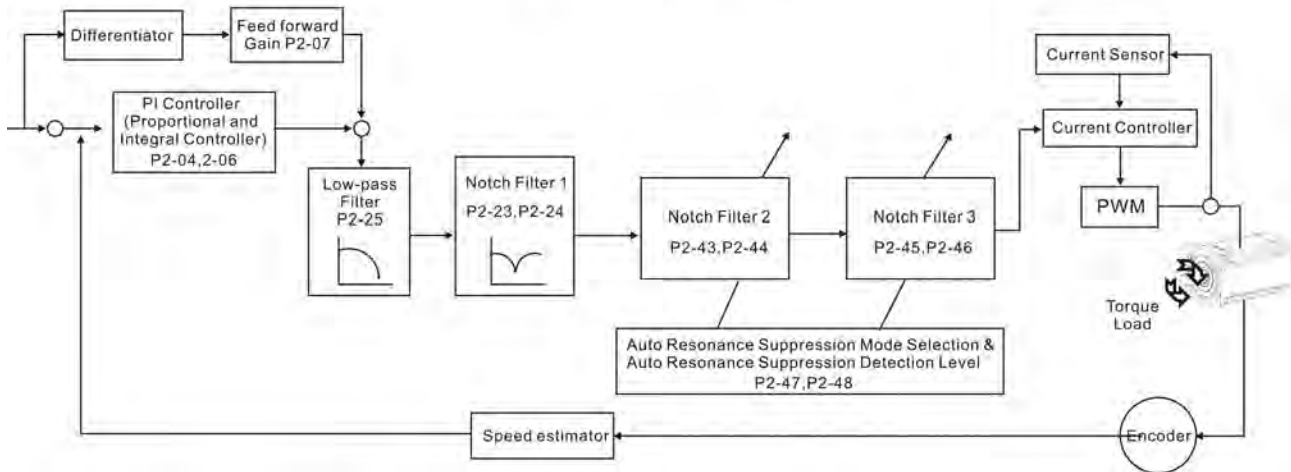 Differentiator
Feed forward
Gain P2-07
PI Controller
(Proportional and
Integral Controller)
P2-04,2-06
Low-pass
Filter
P2-25
Notch Filter 1
P2-23,P2-24
Notch Filter 2
P2-43,P2-44
Notch Filter 3
P2-45,P2-46
Current Sensor
Current Controller
PWM
Torque
Load
Auto Resonance Suppression Mode Selection &
Auto Resonance Suppression Detection Level
P2-47,P2-48
Speed estimator
Encoder